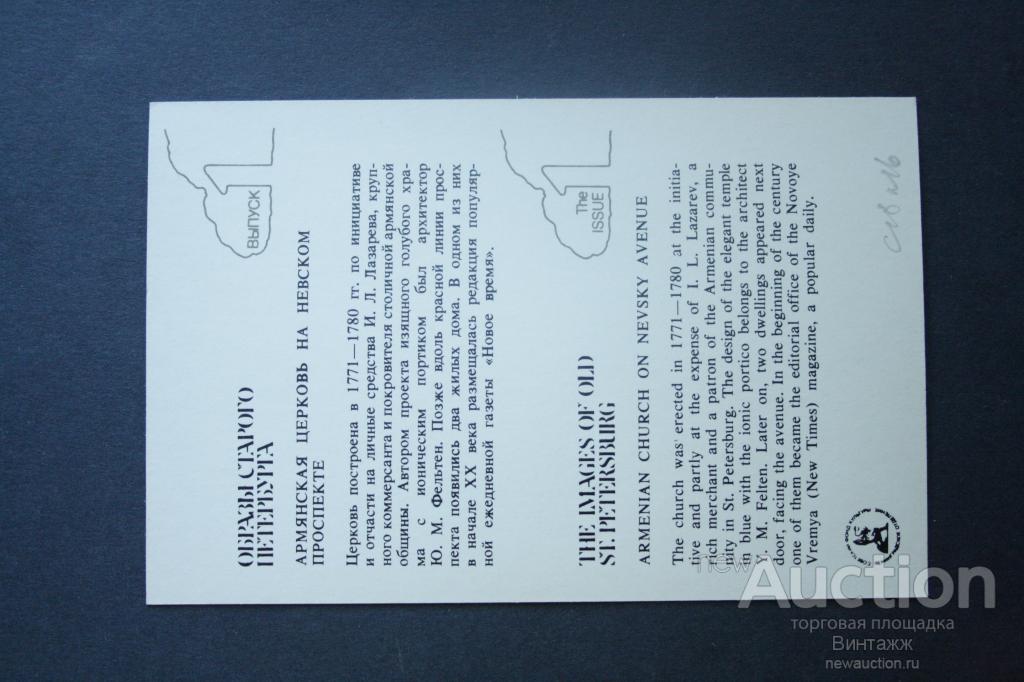 ОБРАЗЫ СТАРОГО
ПЕТЕРБУРГА
ВЫПУСК
1
АРМЯНСКАЯ ЦЕРКОВЬ НА НЕВСКОМ
ПРОСПЕКТЕ
Церковь построена в 1771—1780 гг. по инициативе
и отчасти на личные средства И. Л. Лазарева, круп-
ного коммерсанта и покровителя столичной армянской
общины. Автором проекта изящного голубого хра-
ма с ионическим портиком был архитектор
Ю. М. Фельтен. Позже вдоль красной линии прос-
пекта появились два жилых дома. В одном из них
в начале XX века размещалась редакция популяр-
ной ежедневной газеты «Новое время».
THE IMAGES OF OLD
ST. PETERSBURG
The
ISSUE
1
ARMENIAN CHURCH ON NEVSKY AVENUE
The church was erected in 1771—1780 at the initia-
tive and partly at the expense of I. L. Lazarev, a
rich merchant and a patron of the Armenian commu-
nity in St. Petersburg. The design of the elegant temple
in blue with the ionic portico belongs to the architect
Y. M. Felten. Later on, two dwellings appeared next
door, facing the avenue. In the beginning of the century
one of them became the editorial office of the Novoye
Vremya (New Times) magazine, a popular daily.
newAuction
торговая площадка
Винтажж
newauction.ru